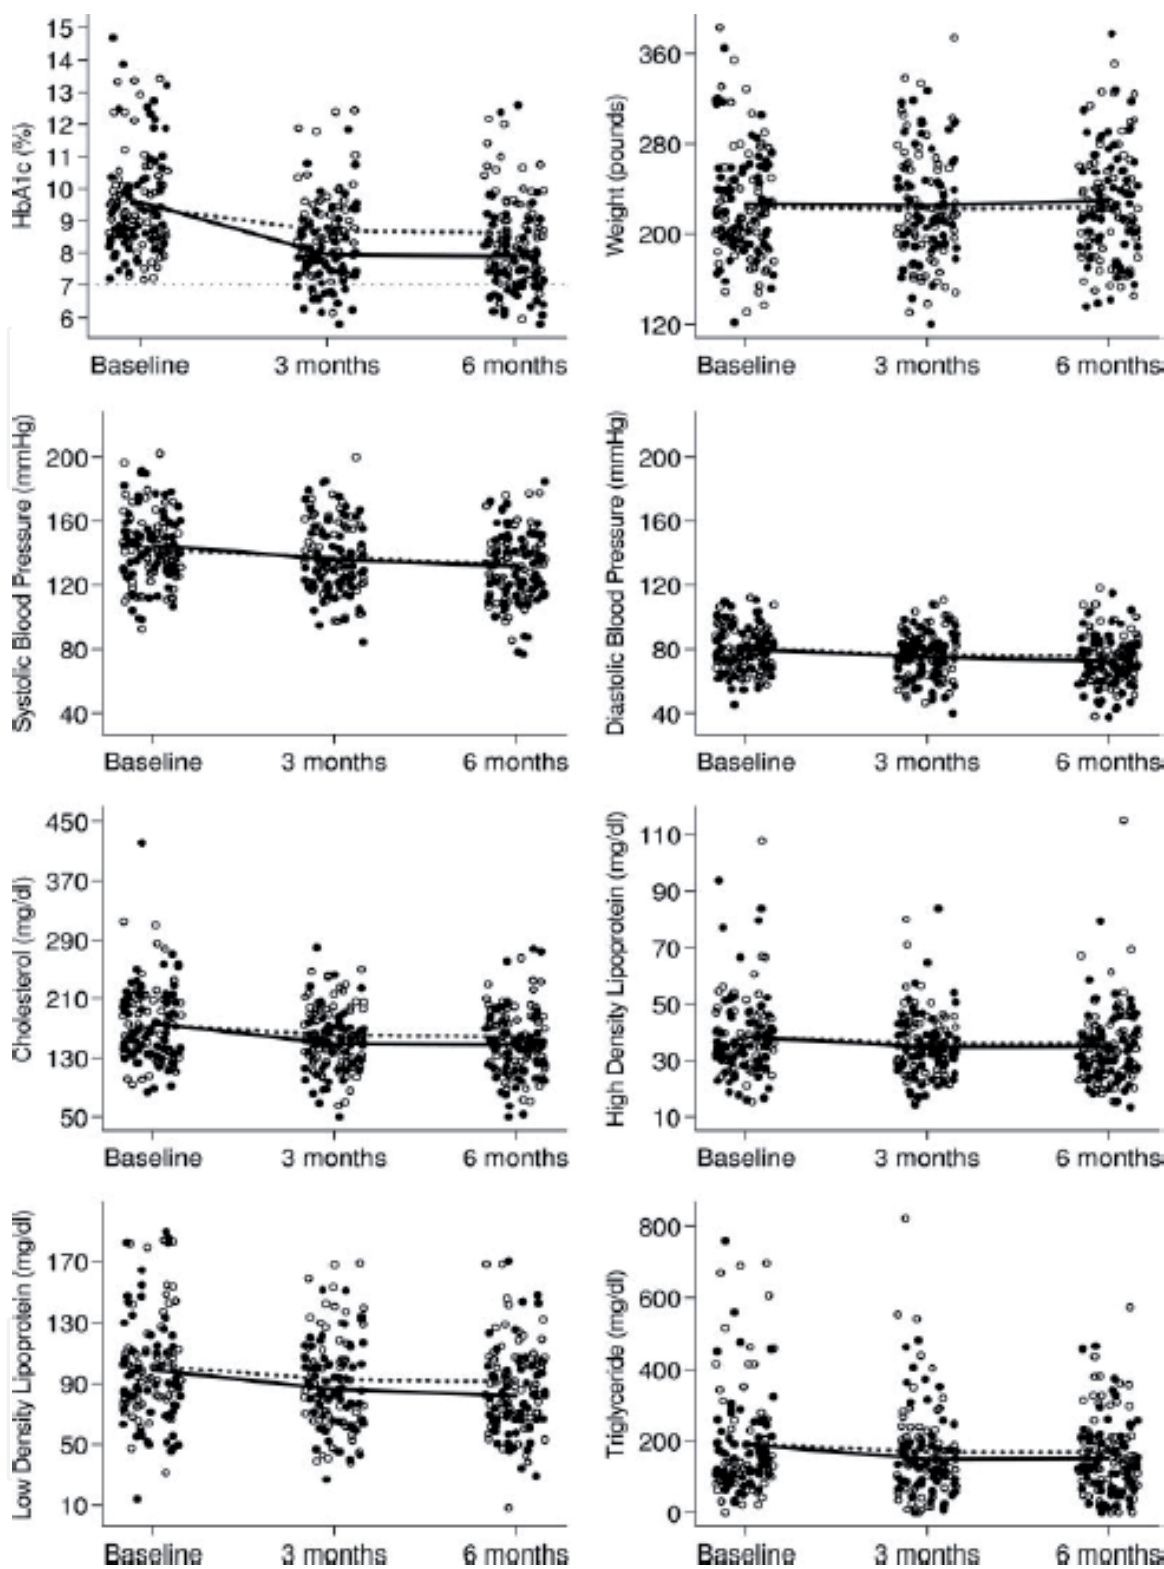 HbA1c (%)
15
14
13
12
11
10
9
8
7
6
Baseline 3 months 6 months
Weight (pounds)
360
280
200
120
Baseline 3 months 6 months
Systolic Blood Pressure (mmHg)
200
160
120
80
40
Baseline 3 months 6 months
Diastolic Blood Pressure (mmHg)
200
160
120
80
40
Baseline 3 months 6 months
Cholesterol (mg/dl)
450
370
290
210
130
50
Baseline 3 months 6 months
High Density Lipoprotein (mg/dl)
110
90
70
50
30
10
Baseline 3 months 6 months
Low Density Lipoprotein (mg/dl)
170
130
90
50
10
Baseline 3 months 6 months
Triglyceride (mg/dl)
800
600
400
200
0
Baseline 3 months 6 months